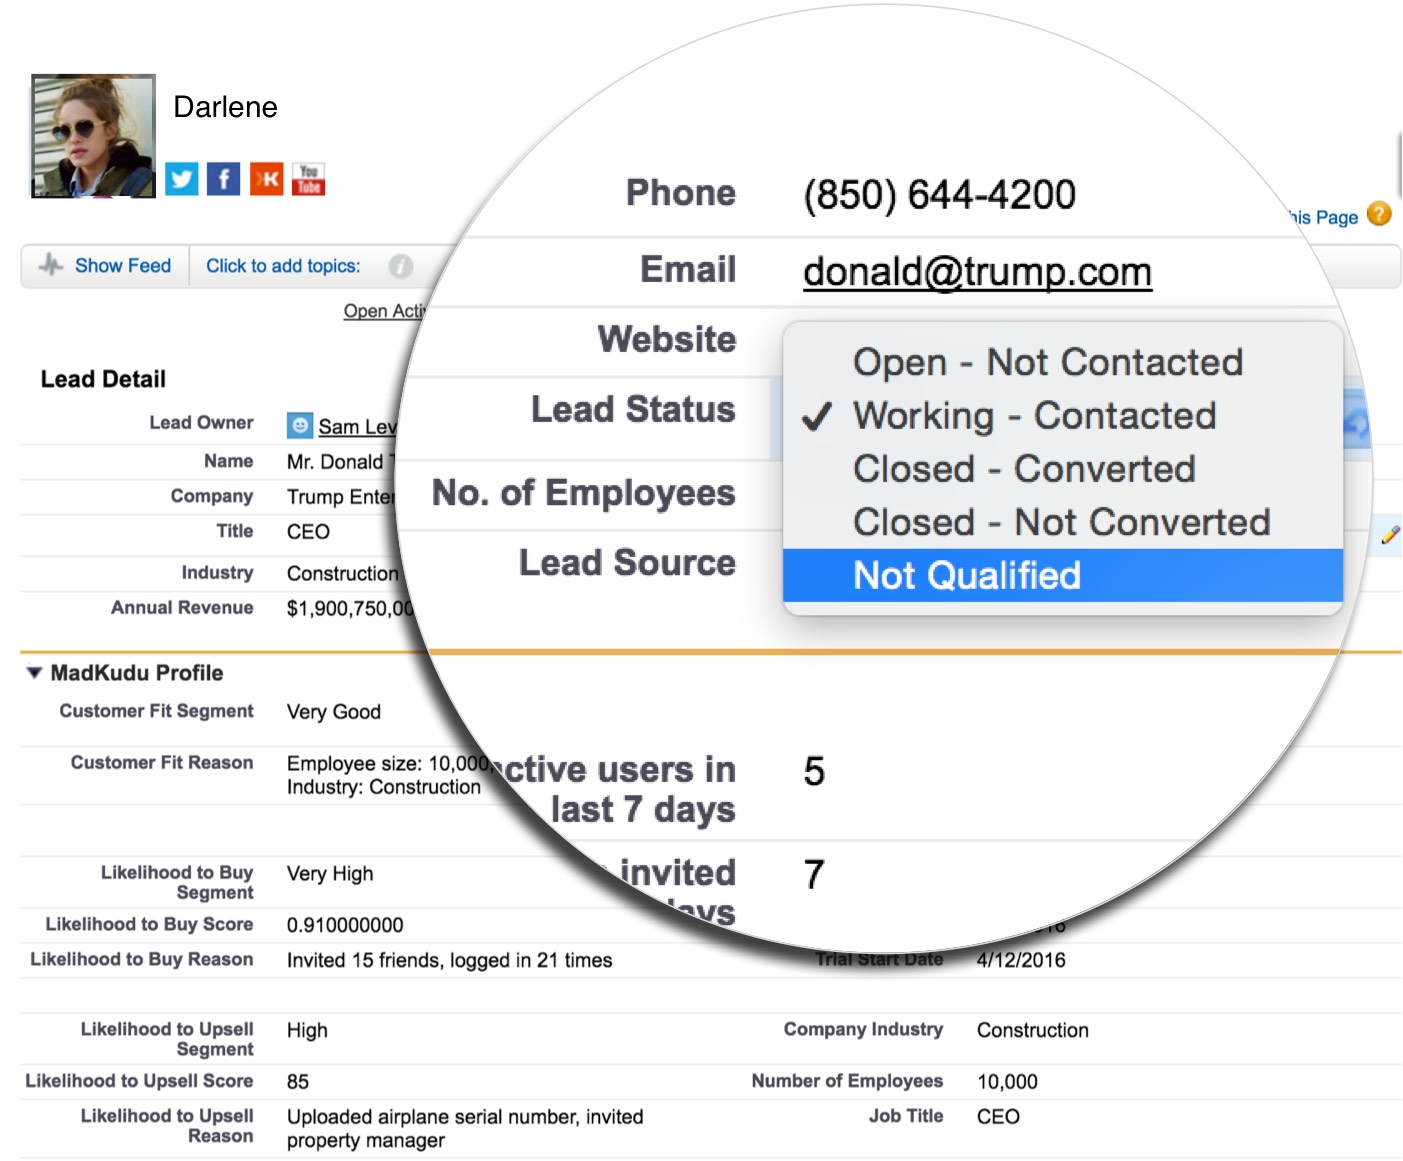 Darlene
You
Tube
Phone (850) 644-4200
his Page ?
Email donald@trump.com
Show Feed Click to add topics: i
Open Acti
Website
Open - Not Contacted
Lead Detail
Lead Status ✓ Working - Contacted
Lead Owner Sam Lev
Closed - Converted
Name Mr. Donald T
Company Trump Enter
No. of Employees
Closed - Not Converted
Title CEO
Industry Construction
Lead Source
Not Qualified
Annual Revenue $1,900,750,00
MadKudu Profile
Customer Fit Segment Very Good
Customer Fit Reason Employee size: 10,000,
Industry: Construction
ctive users in 5
last 7 days
Likelihood to Buy Very High
Segment
invited 7
days
Likelihood to Buy Score 0.910000000
Likelihood to Buy Reason Invited 15 friends, logged in 21 times Trial Start Date 4/12/2016
Likelihood to Upsell High Company Industry Construction
Segment
Likelihood to Upsell Score 85 Number of Employees 10,000
Likelihood to Upsell Uploaded airplane serial number, invited Job Title CEO
Reason property manager